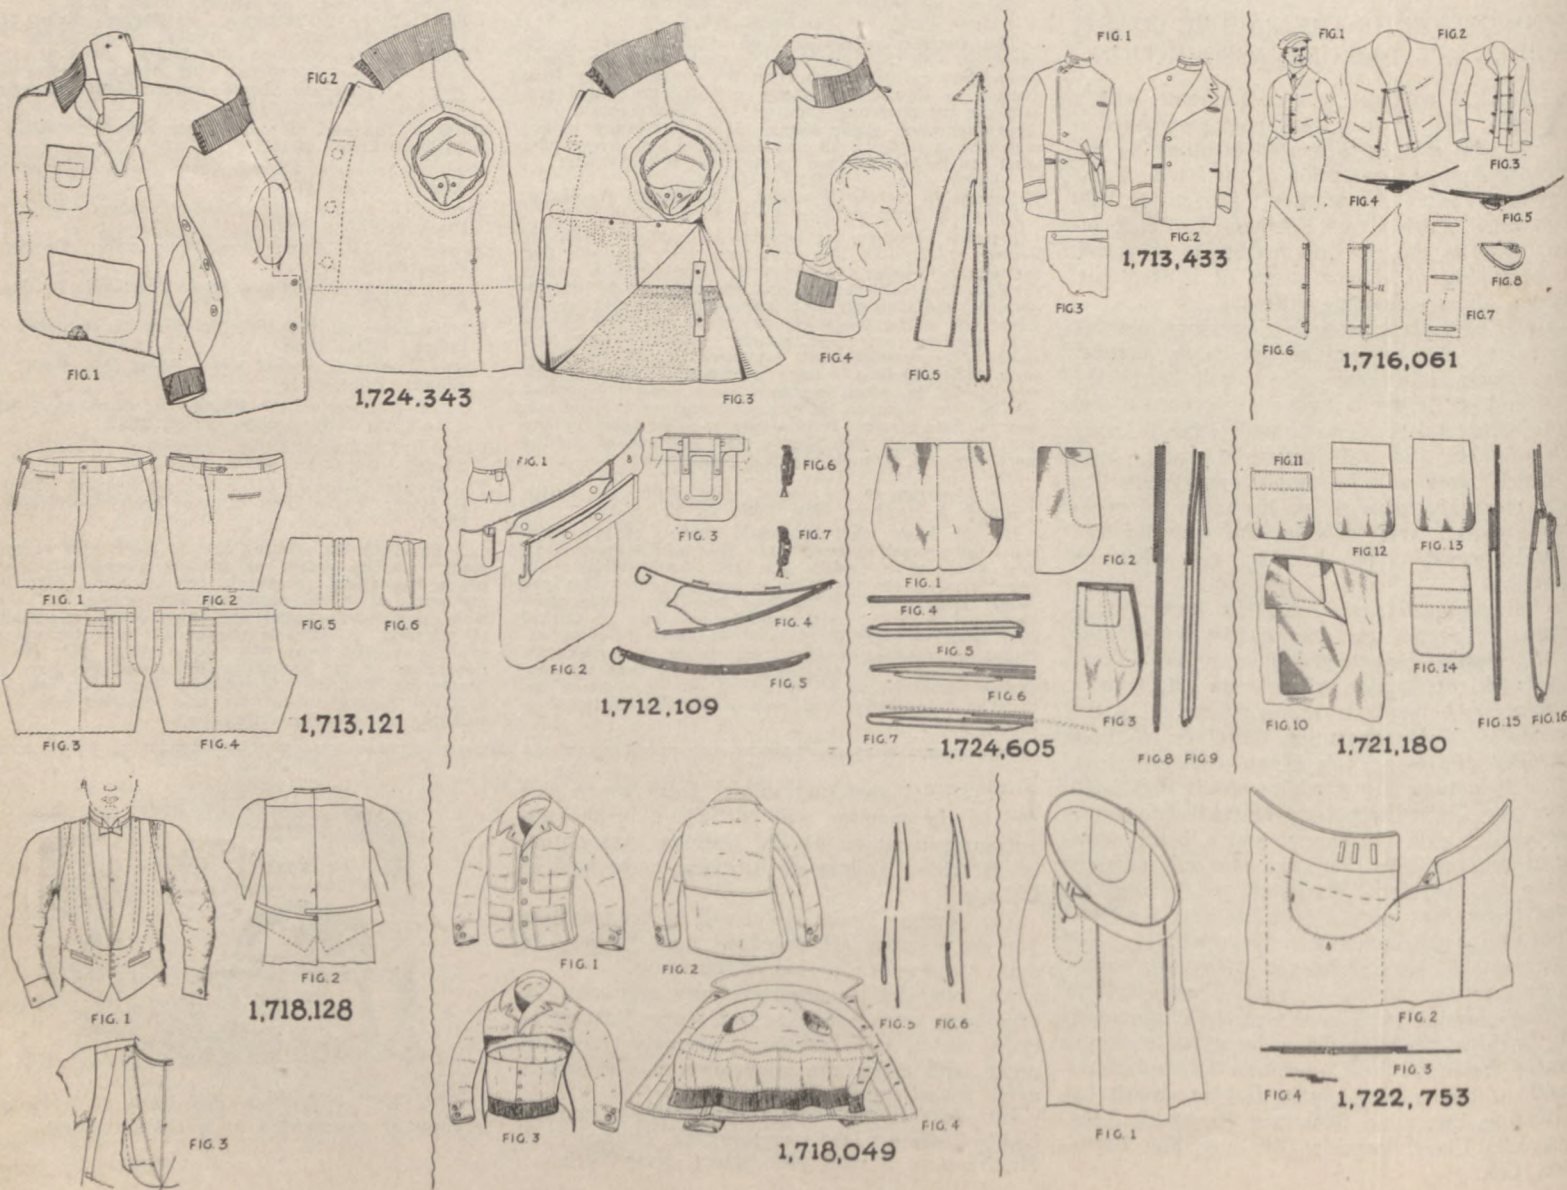 FIG. 1
FIG. 2
1,724,343
FIG. 3
FIG. 4
FIG. 5
FIG. 1
FIG. 2
1,713,433
FIG. 3
FIG. 1
FIG. 2
FIG. 3
FIG. 4
FIG. 5
FIG. 8
FIG. 7
FIG. 6
1,716,061
FIG. 1
FIG. 2
FIG. 5
FIG. 6
FIG. 3
FIG. 4
1,713,121
FIG. 1
FIG. 3
FIG. 6
FIG. 7
FIG. 4
FIG. 2
FIG. 5
1,712,109
FIG. 1
FIG. 2
FIG. 4
FIG. 5
FIG. 6
FIG. 3
FIG. 7
1,724,605
FIG. 8
FIG. 9
FIG. 11
FIG. 12
FIG. 13
FIG. 14
FIG. 10
FIG. 15
FIG. 16
1,721,180
FIG. 1
FIG. 2
1,718,128
FIG. 3
FIG. 1
FIG. 2
FIG. 5
FIG. 6
FIG. 3
FIG. 4
1,718,049
FIG. 2
FIG. 3
FIG. 4
1,722,753
FIG. 1